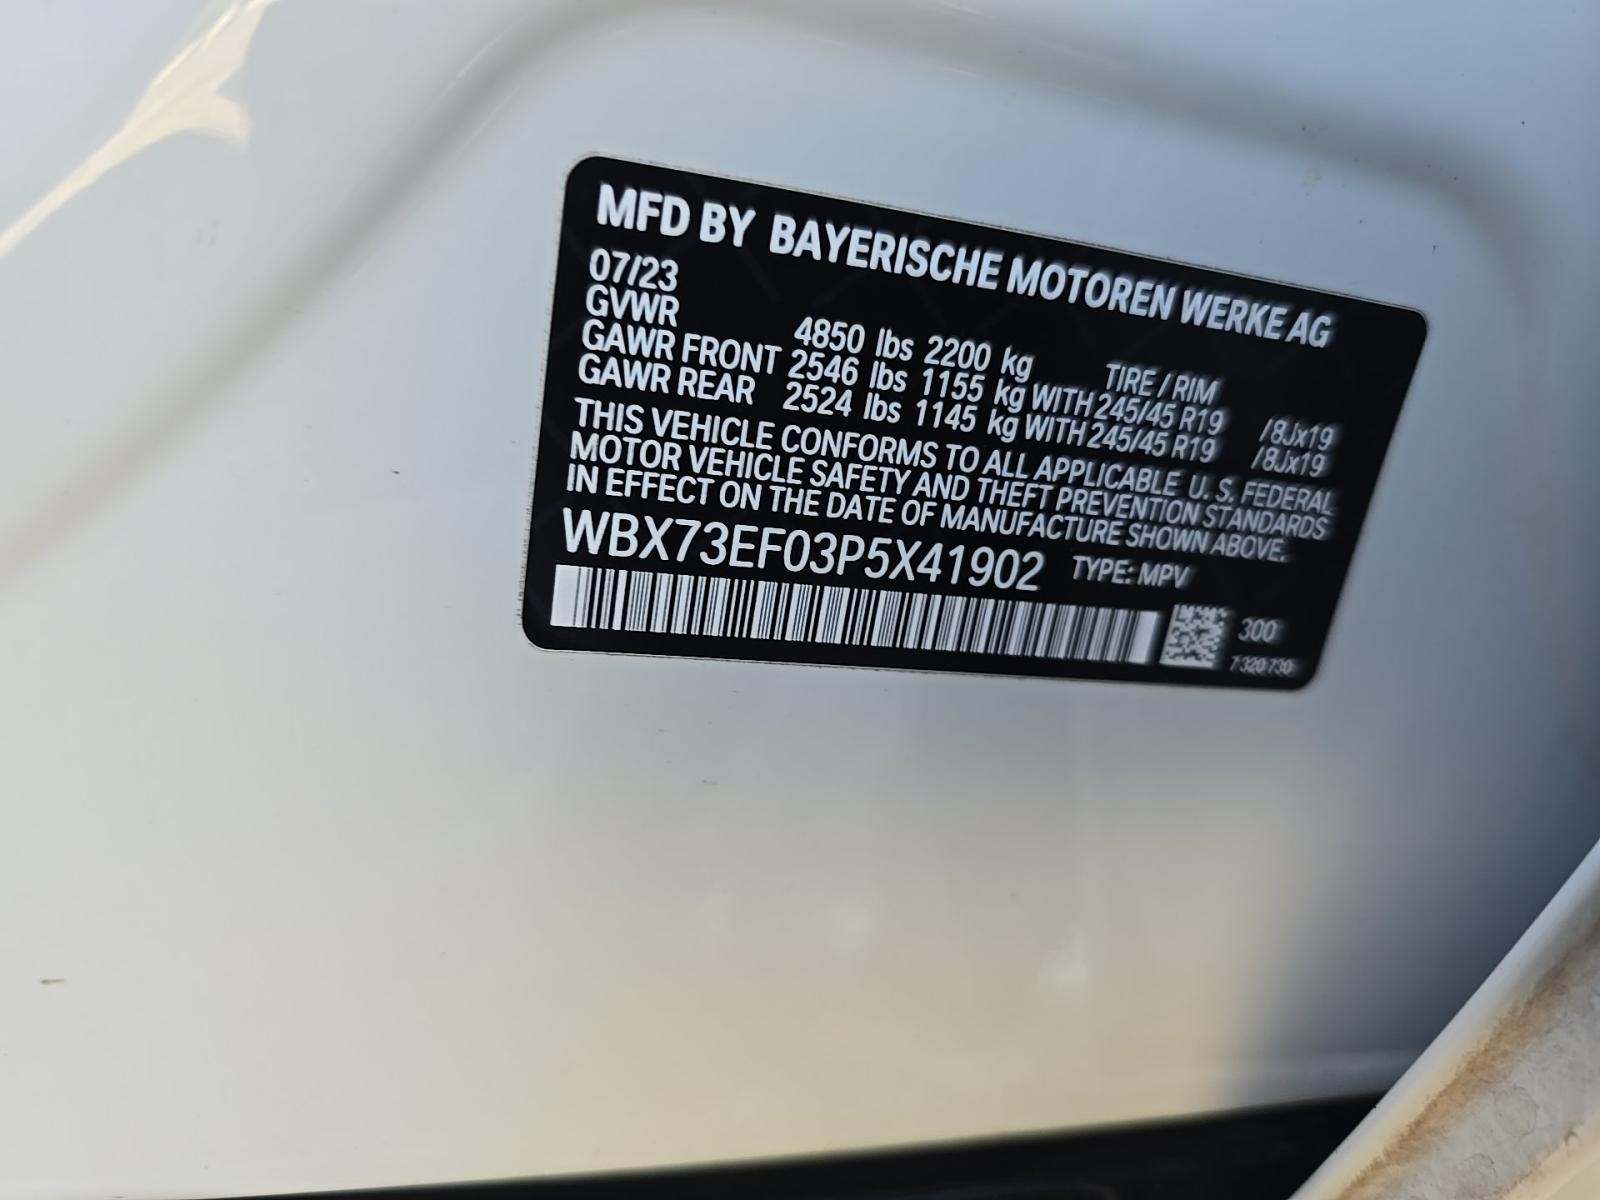 MFD BY BAYERISCHE MOTOREN WERKE AG
07/23
GVWR 4850 lbs 2200 kg TIRE / RIM
GAWR FRONT 2546 lbs 1155 kg WITH 245/45 R19 /8Jx19
GAWR REAR 2524 lbs 1145 kg WITH 245/45 R19 /8Jx19
THIS VEHICLE CONFORMS TO ALL APPLICABLE U. S. FEDERAL
MOTOR VEHICLE SAFETY AND THEFT PREVENTION STANDARDS
IN EFFECT ON THE DATE OF MANUFACTURE SHOWN ABOVE.
WBX73EF03P5X41902 TYPE: MPV
300
7 320 730